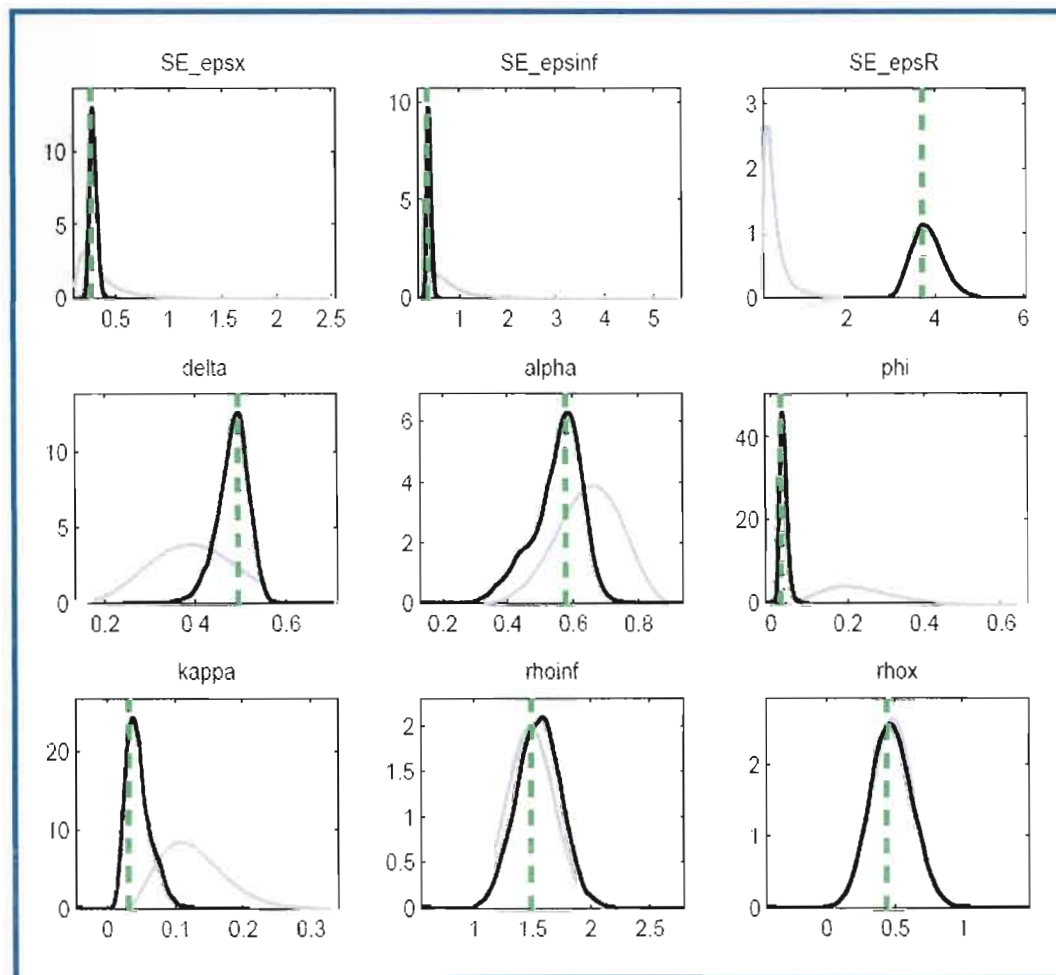 SE_epsx SE_epsinf SE_epsR
10 5 0
10 5 0
3 2 1 0
0.5 1 1.5 2 2.5
1 2 3 4 5
2 4 6
delta alpha phi
10 5 0
6 4 2 0
40 20 0
0.2 0.4 0.6
0.2 0.4 0.6 0.8
0 0.2 0.4 0.6
kappa rhoinf rhox
20 10 0
2 1.5 1 0.5 0
2 1 0
0 0.1 0.2 0.3
1 1.5 2 2.5
0 0.5 1